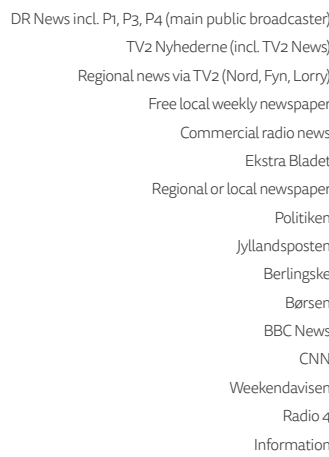 DR News incl. P1, P3, P4 (main public broadcaster)
TV2 Nyhederne (incl. TV2 News)
Regional news via TV2 (Nord, Fyn, Lorry)
Free local weekly newspaper
Commercial radio news
Ekstra Bladet
Regional or local newspaper
Politiken
Jyllandsposten
Berlingske
Børsen
BBC News
CNN
Weekendavisen
Radio 4
Information